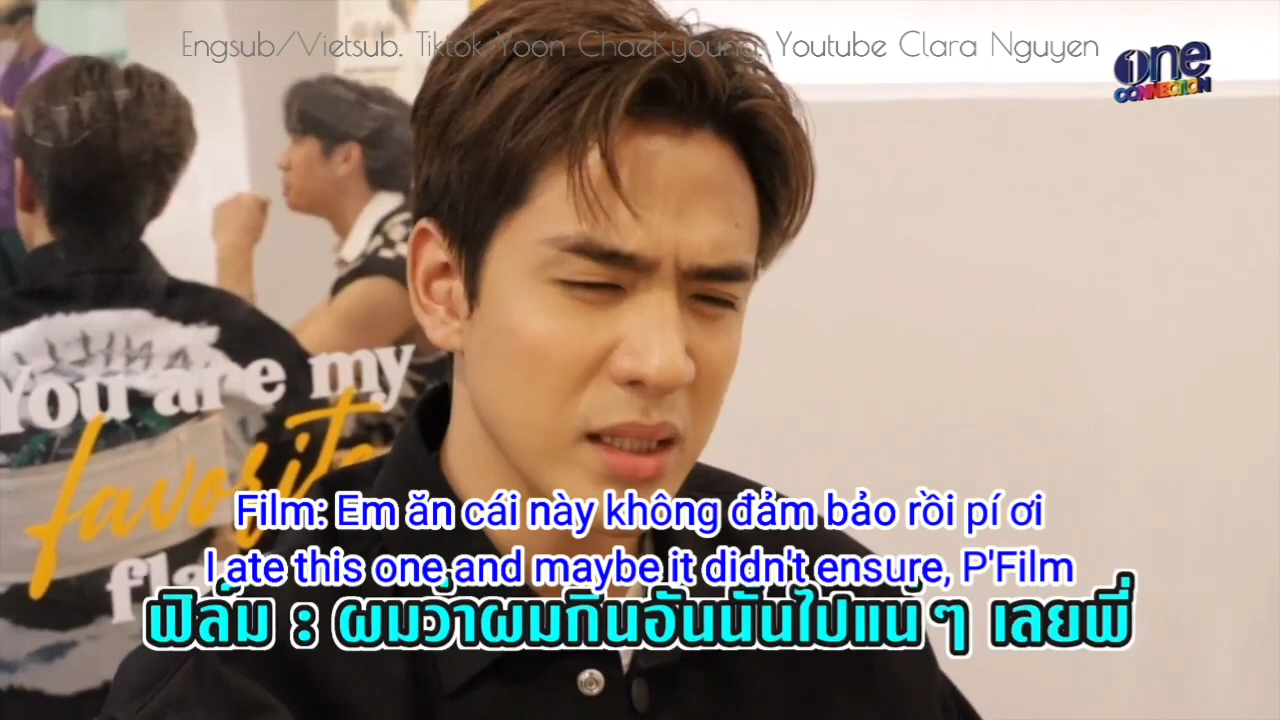 Engsub/Vietsub. Tiktok Yoon ChaeKyoung. Youtube Clara Nguyen
one
CONNECTION
You are my
favorite
Film: Em ăn cái này không đảm bảo rồi pí ơi
I ate this one and maybe it didn't ensure, P'Film
ฟิล์ม : ผมว่าผมกินอันนั้นไปแน่ๆ เลยพี่